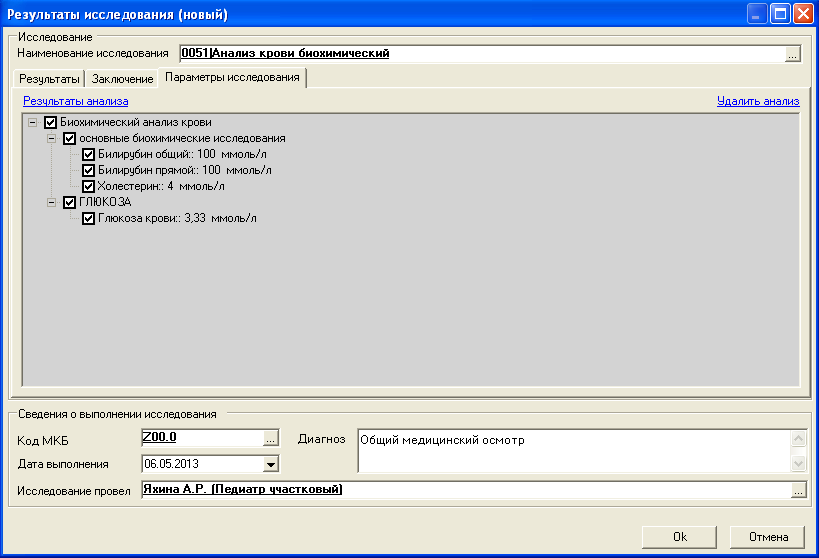 Результаты исследования (новый)
Исследование
Наименование исследования 0051|Анализ крови биохимический ...
Результаты Заключение Параметры исследования
Результаты анализа Удалить анализ
Биохимический анализ крови
основные биохимические исследования
Билирубин общий:: 100 ммоль/л
Билирубин прямой:: 100 ммоль/л
Холестерин:: 4 ммоль/л
ГЛЮКОЗА
Глюкоза крови:: 3,33 ммоль/л
Сведения о выполнении исследования
Код МКБ Z00.0 ... Диагноз Общий медицинский осмотр
Дата выполнения 06.05.2013
Исследование провел Яхина А.Р. (Педиатр участковый) ...
Ok Отмена